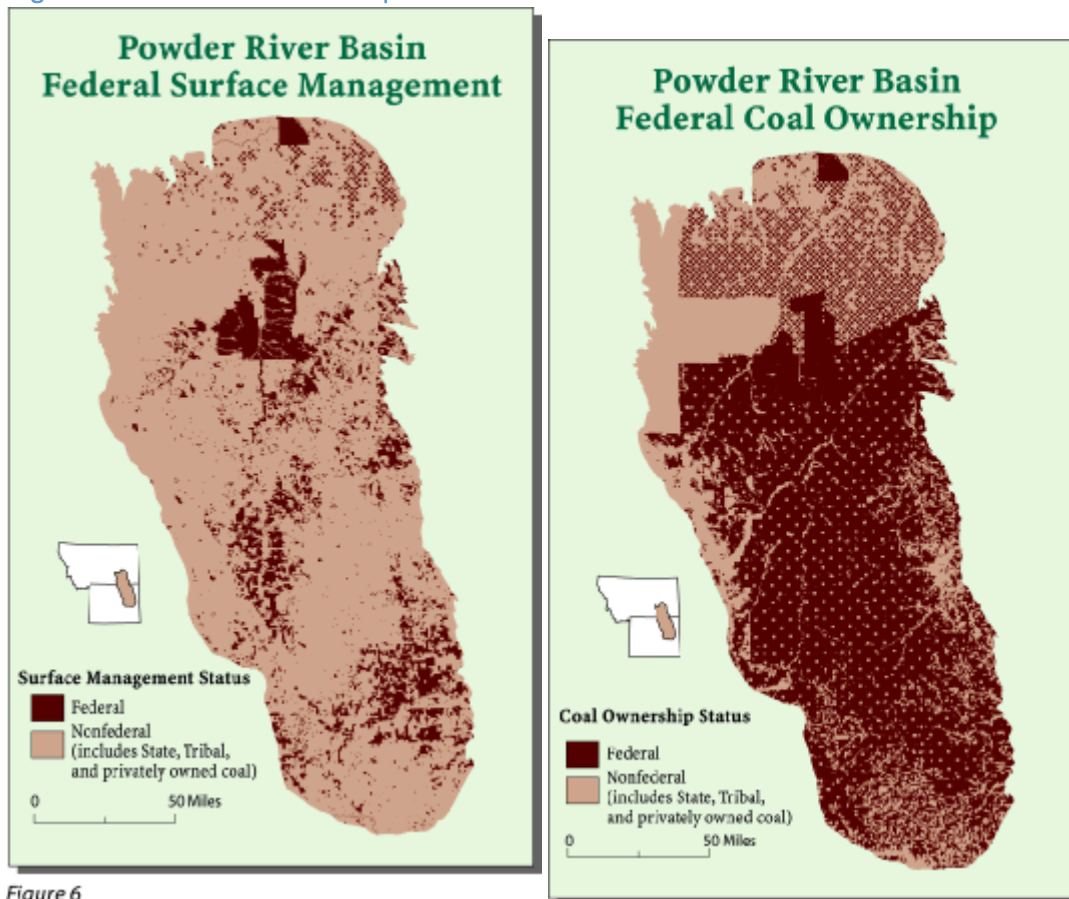 Powder River Basin
Federal Surface Management
Surface Management Status
Federal
Nonfederal
(includes State, Tribal,
and privately owned coal)
0 50 Miles
Figure 6
Powder River Basin
Federal Coal Ownership
Coal Ownership Status
Federal
Nonfederal
(includes State, Tribal,
and privately owned coal)
0 50 Miles